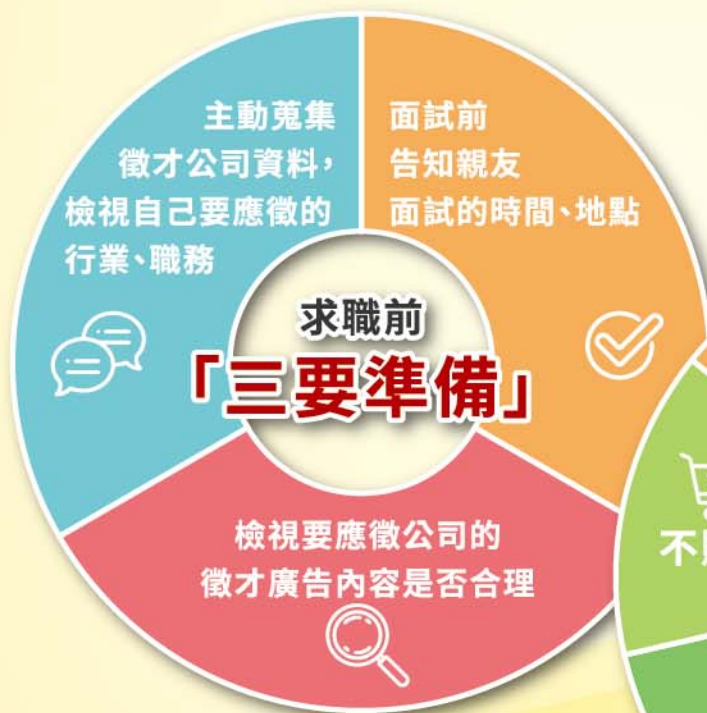 主動蒐集
徵才公司資料，
檢視自己要應徵的
行業、職務
面試前
告知親友
面試的時間、地點
求職前
「三要準備」
檢視要應徵公司的
徵才廣告內容是否合理
不